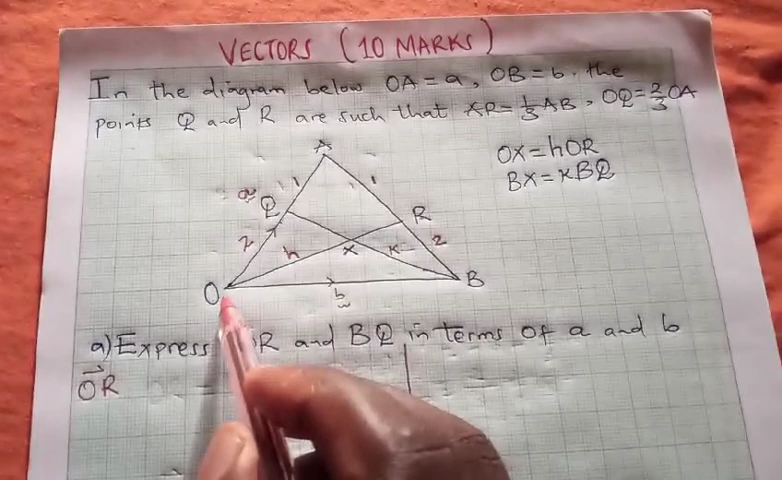 VECTORS (10 MARKS)
In the diagram below OA = a, OB = b. the
points Q and R are such that AR = 1/3 AB, OQ = 2/3 OA
OX = hOR
BX = KBQ
A
1
1
a
Q
R
2
h
X
K
2
O
b
B
a) Express OR and BQ in terms of a and b
OR